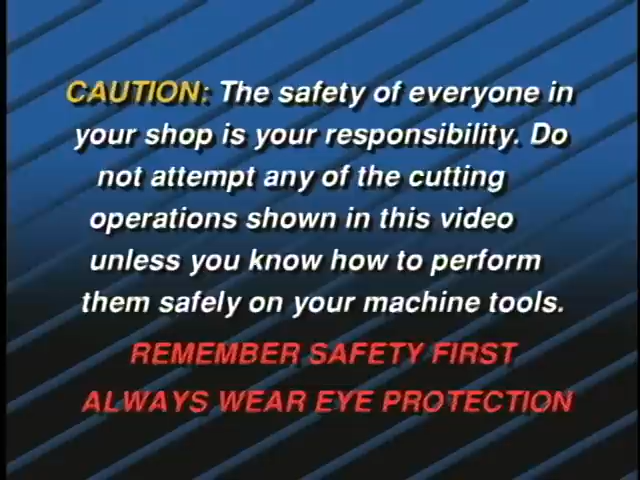 CAUTION: The safety of everyone in
your shop is your responsibility. Do
not attempt any of the cutting
operations shown in this video
unless you know how to perform
them safely on your machine tools.
REMEMBER SAFETY FIRST
ALWAYS WEAR EYE PROTECTION